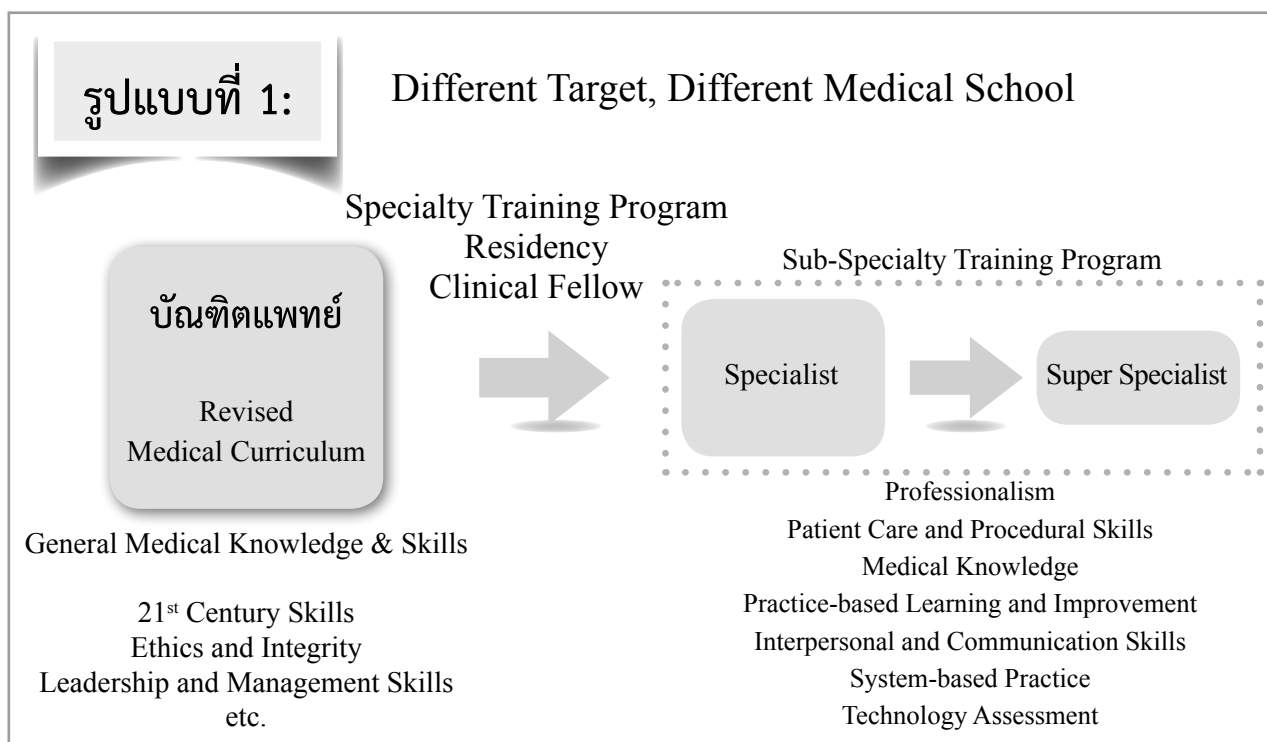 รูปแบบที่ 1:
Different Target, Different Medical School
Specialty Training Program
Residency
Clinical Fellow
บัณฑิตแพทย์
Revised
Medical Curriculum
General Medical Knowledge & Skills
21st Century Skills
Ethics and Integrity
Leadership and Management Skills
etc.
Sub-Specialty Training Program
Specialist
Super Specialist
Professionalism
Patient Care and Procedural Skills
Medical Knowledge
Practice-based Learning and Improvement
Interpersonal and Communication Skills
System-based Practice
Technology Assessment